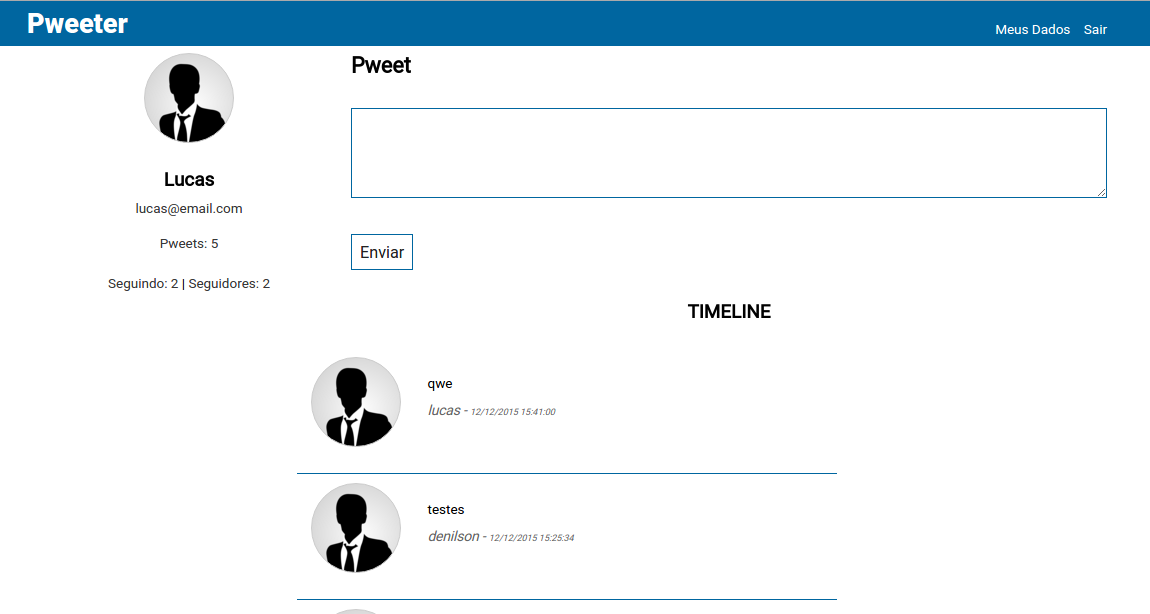 Pweeter
Meus Dados Sair
Lucas
lucas@email.com
Pweets: 5
Seguindo: 2 | Seguidores: 2
Pweet
Enviar
TIMELINE
qwe
lucas - 12/12/2015 15:41:00
testes
denilson - 12/12/2015 15:25:34